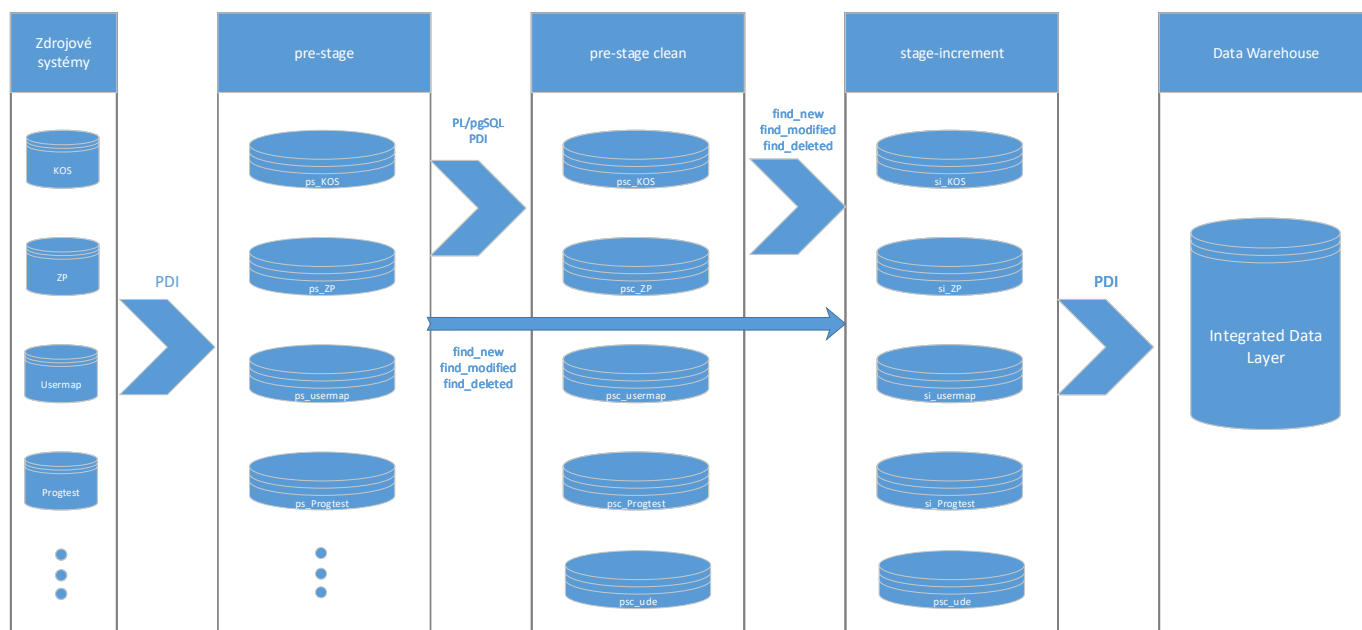 Zdrojové
systémy
pre-stage
pre-stage clean
stage-increment
Data Warehouse
KOS
ZP
Usermap
Progtest
PDI
ps_KOS
ps_ZP
ps_usermap
ps_Progtest
PL/pgSQL
PDI
find_new
find_modified
find_deleted
psc_KOS
psc_ZP
psc_usermap
psc_Progtest
psc_ude
find_new
find_modified
find_deleted
si_KOS
si_ZP
si_usermap
si_Progtest
psc_ude
PDI
Integrated Data
Layer